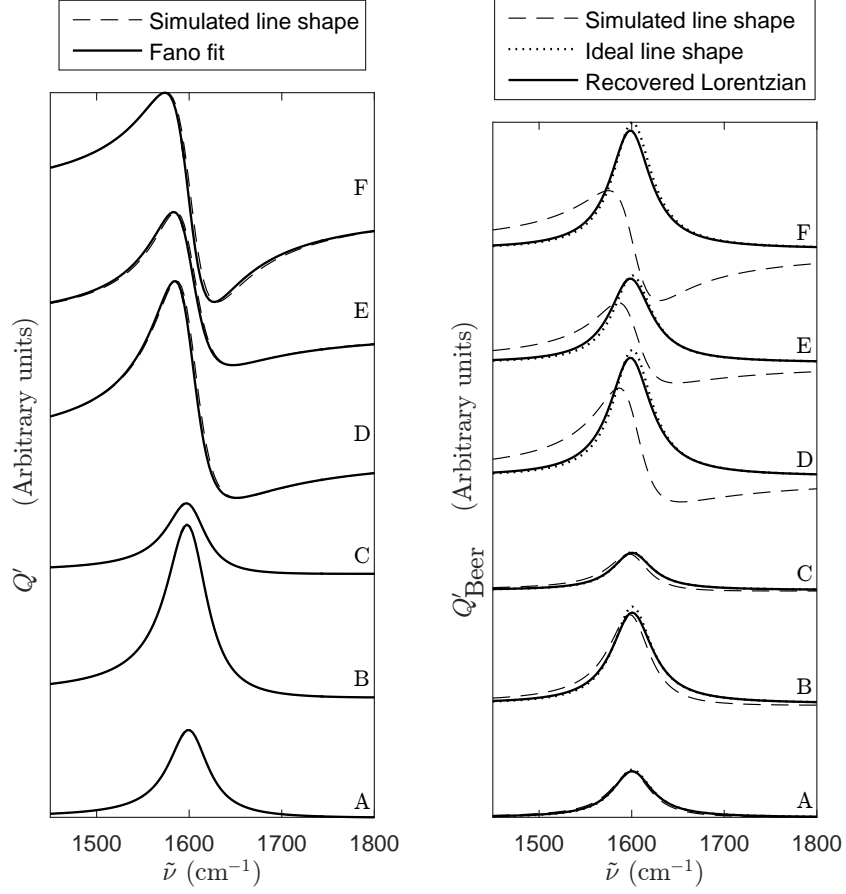 Simulated line shape
Fano fit
F
E
D
C
B
A
Q′ (Arbitrary units)
1500 1600 1700 1800
ν̃ (cm⁻¹)
Simulated line shape
Ideal line shape
Recovered Lorentzian
F
E
D
C
B
A
Q′Beer (Arbitrary units)
1500 1600 1700 1800
ν̃ (cm⁻¹)